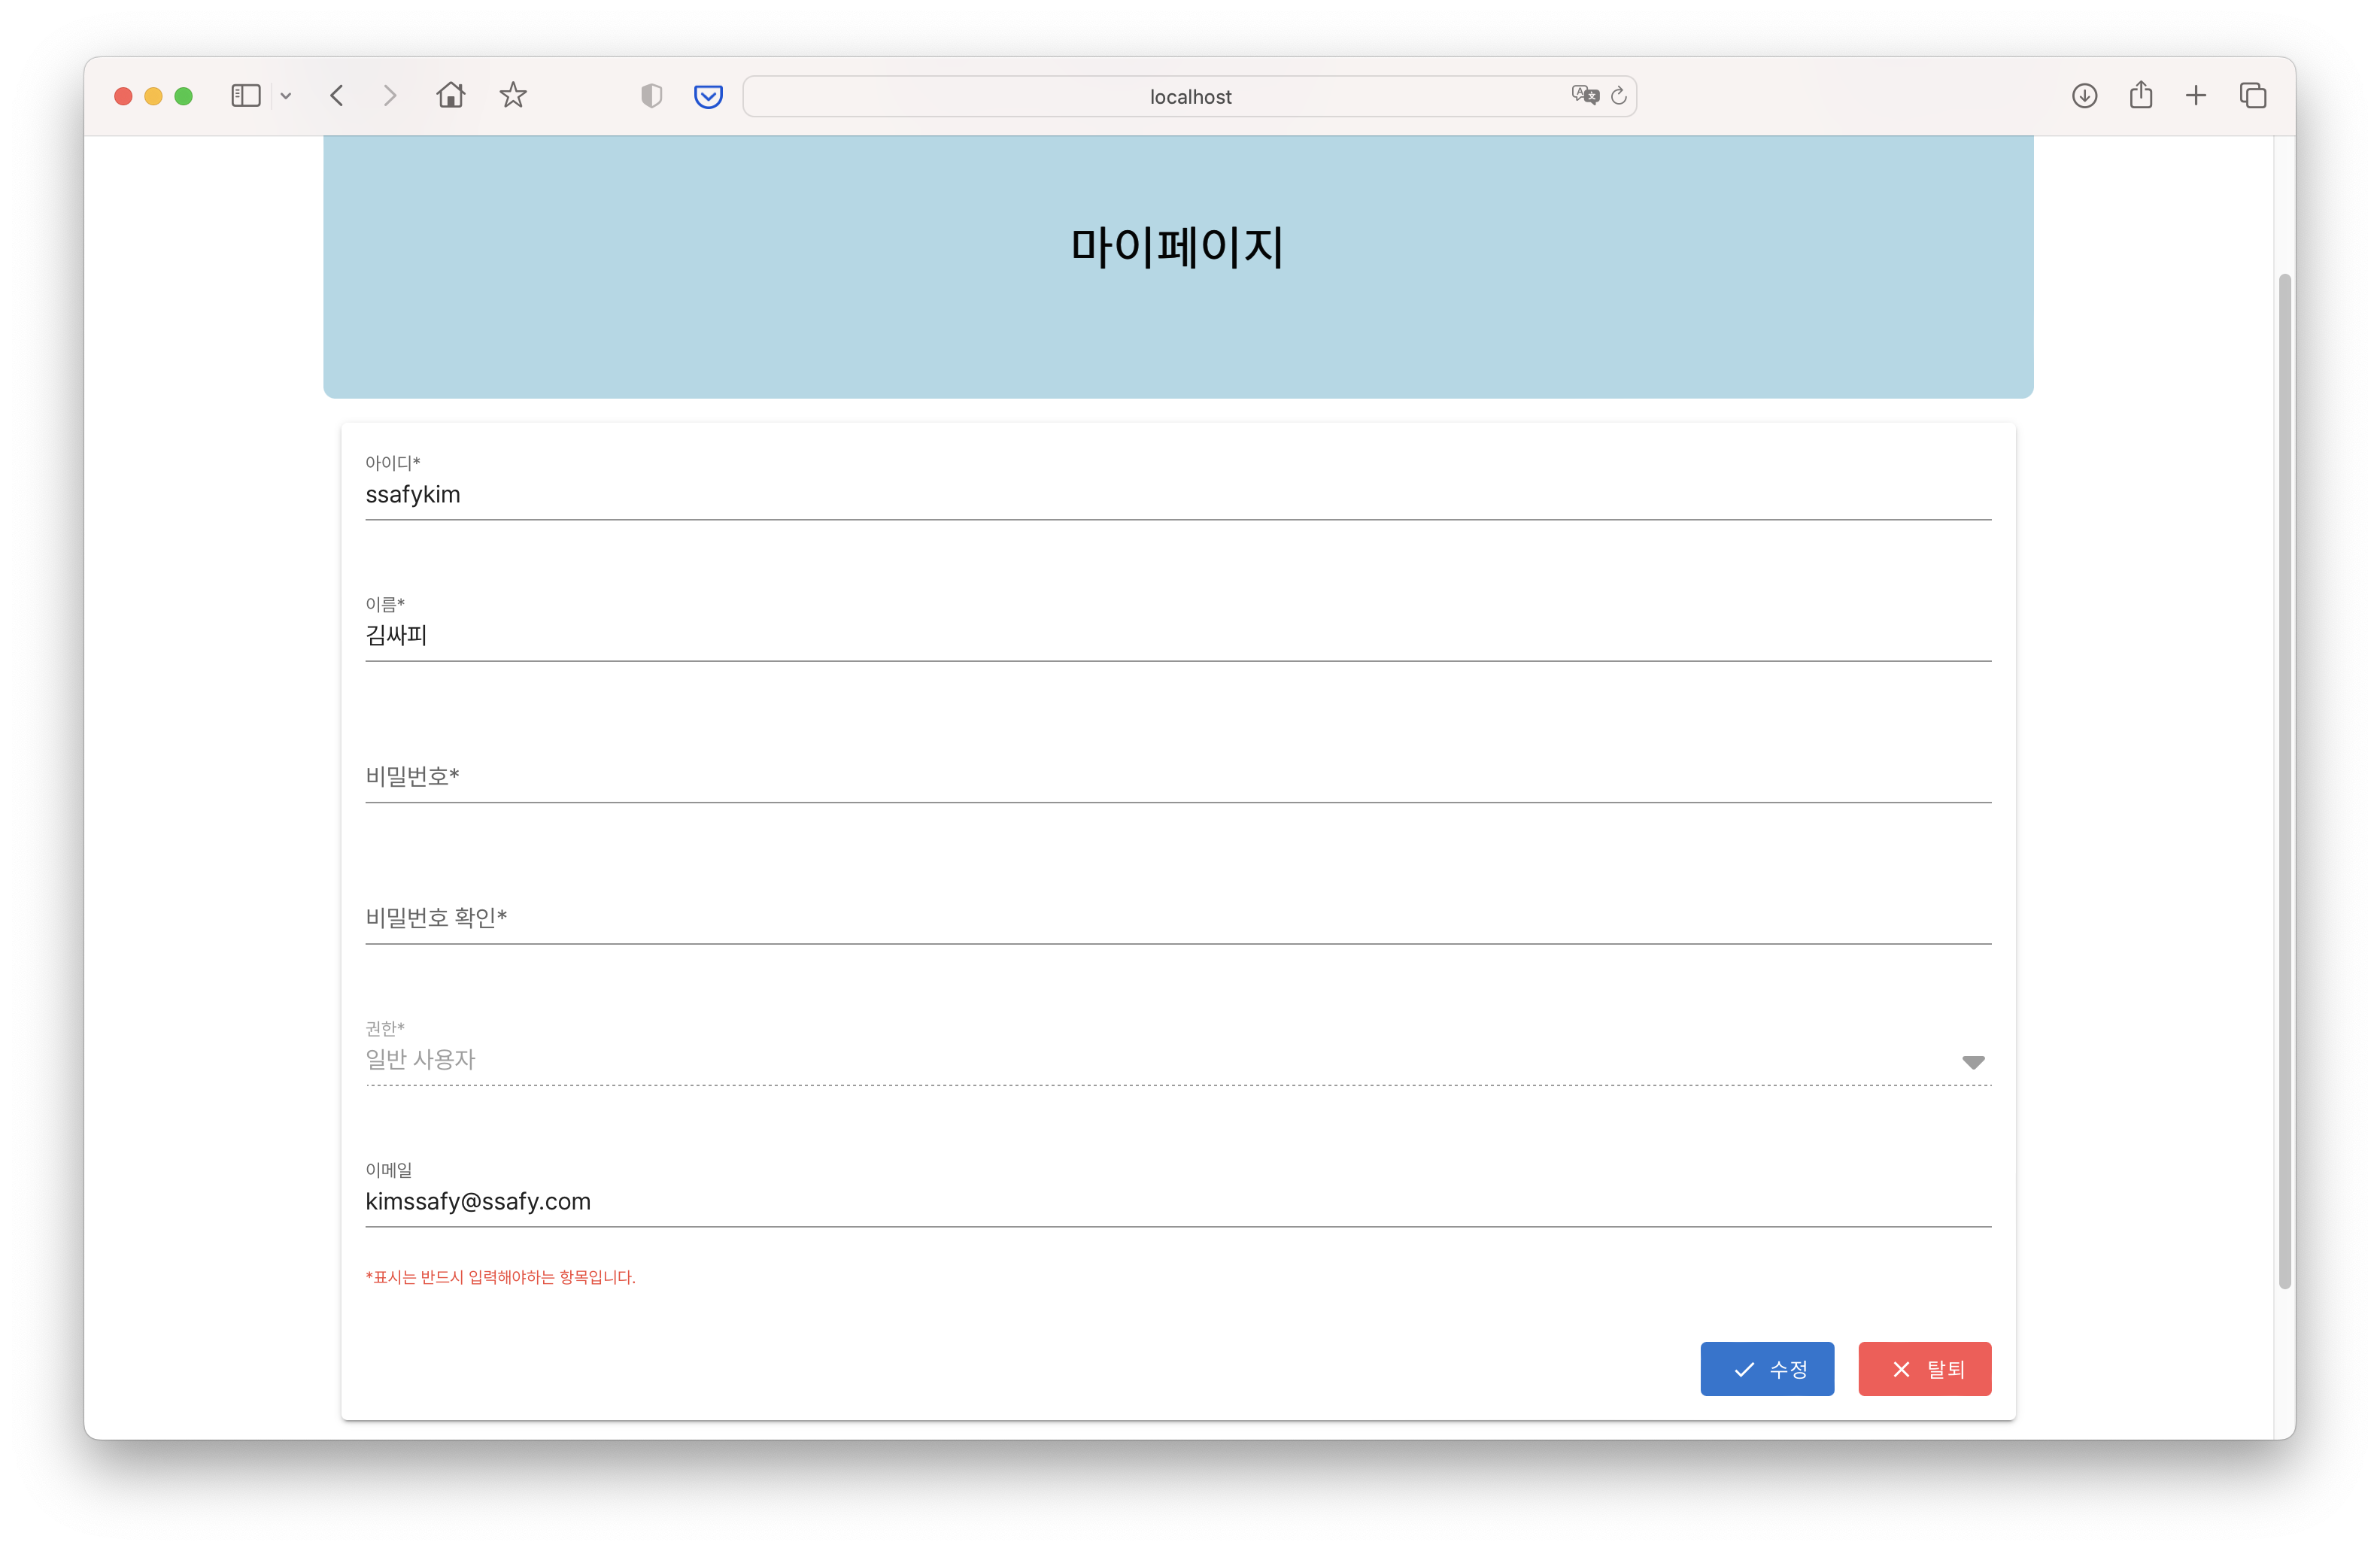 localhost
마이페이지
아이디*
ssafykim
이름*
김싸피
비밀번호*
비밀번호 확인*
권한*
일반 사용자
이메일
kimssafy@ssafy.com
*표시는 반드시 입력해야하는 항목입니다.
수정
탈퇴